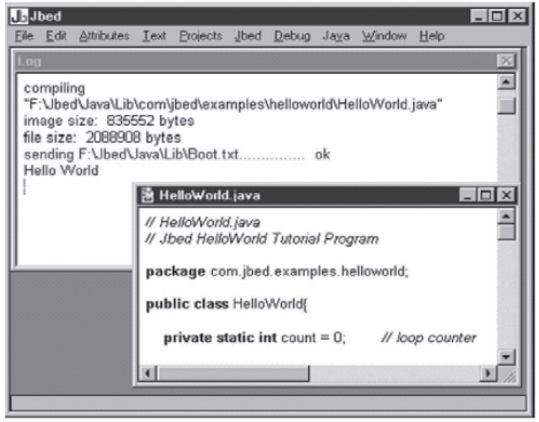 Jbed
File Edit Attributes Text Projects Jbed Debug Java Window Help
Log
compiling
"F:\Jbed\Java\Lib\com\jbed\examples\helloworld\HelloWorld.java"
image size: 835552 bytes
file size: 2088908 bytes
sending F:\Jbed\Java\Lib\Boot.txt............... ok
Hello World
HelloWorld.java
// HelloWorld.java
// Jbed HelloWorld Tutorial Program
package com.jbed.examples.helloworld;
public class HelloWorld{
private static int count = 0; // loop counter